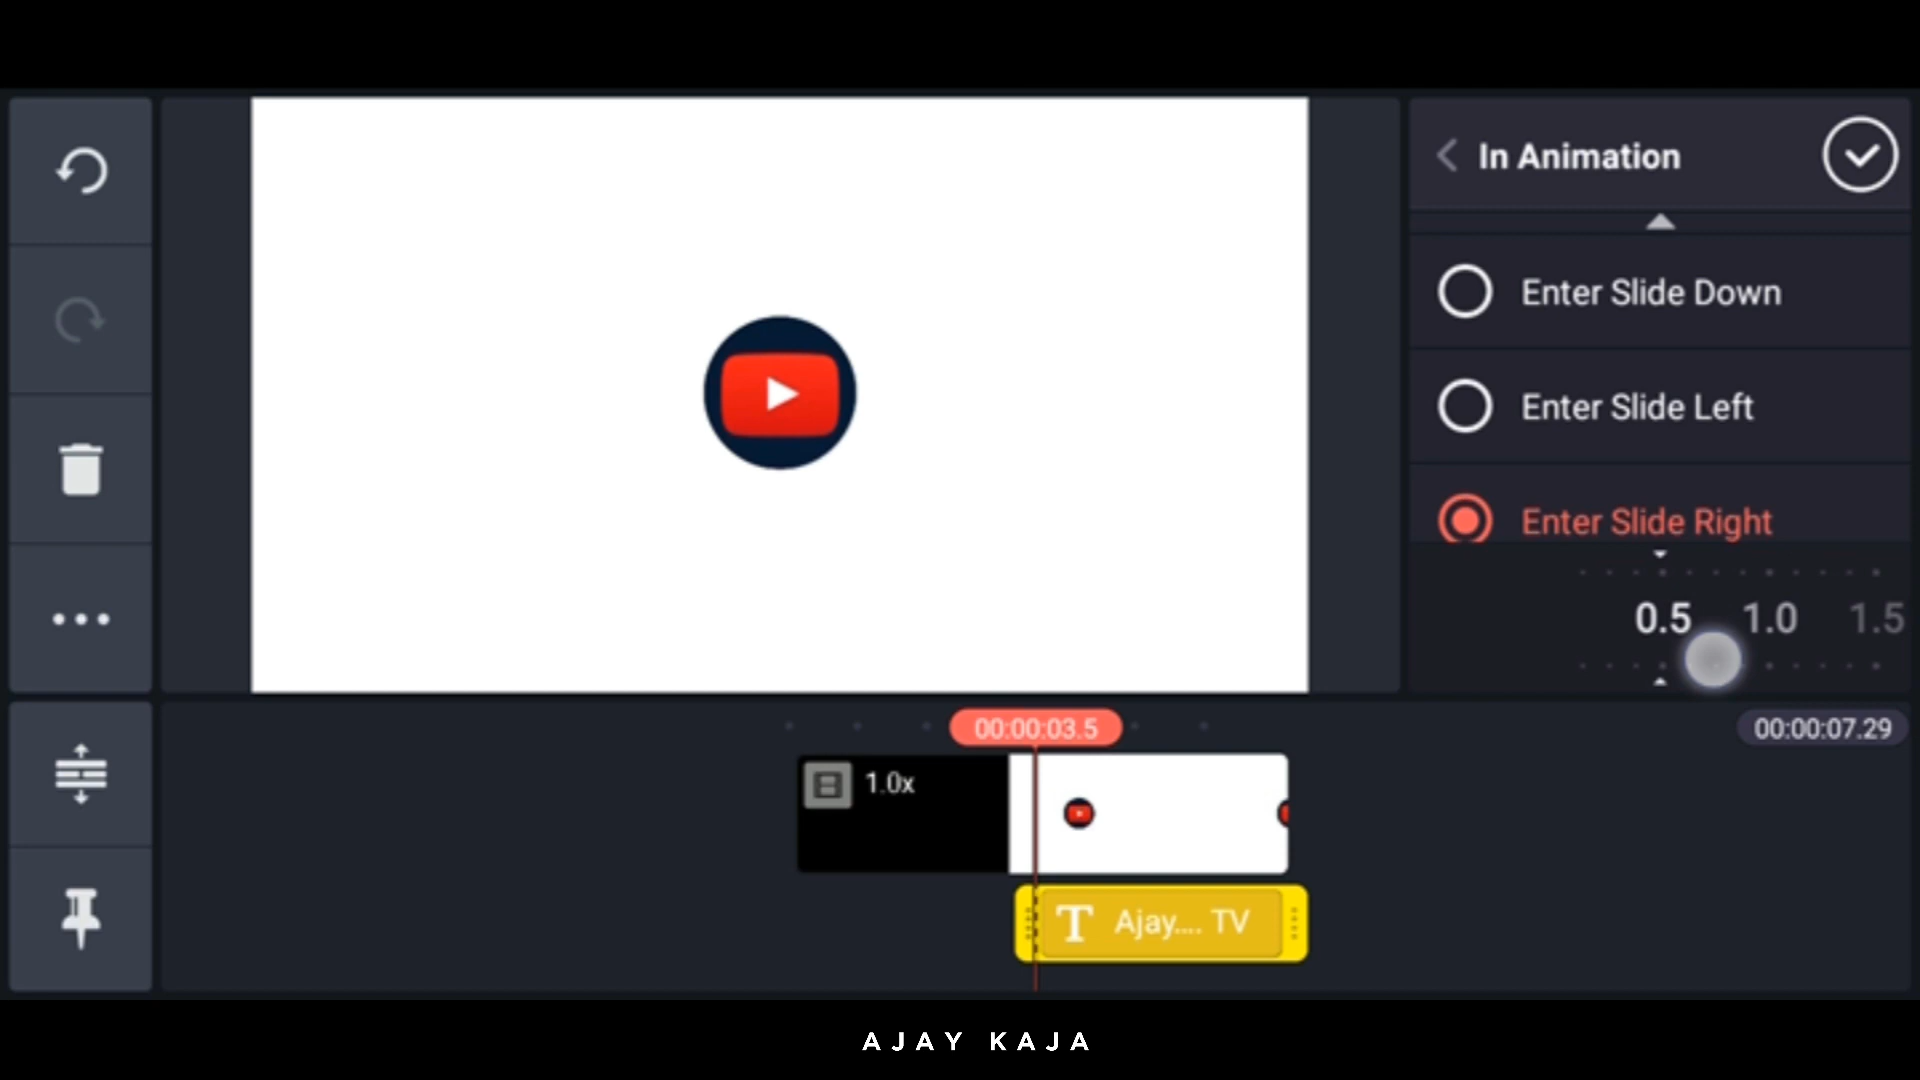 In Animation
Enter Slide Down
Enter Slide Left
Enter Slide Right
0.5 1.0 1.5
00:00:03.5
00:00:07.29
1.0x
T Ajay.... TV
AJAY KAJA